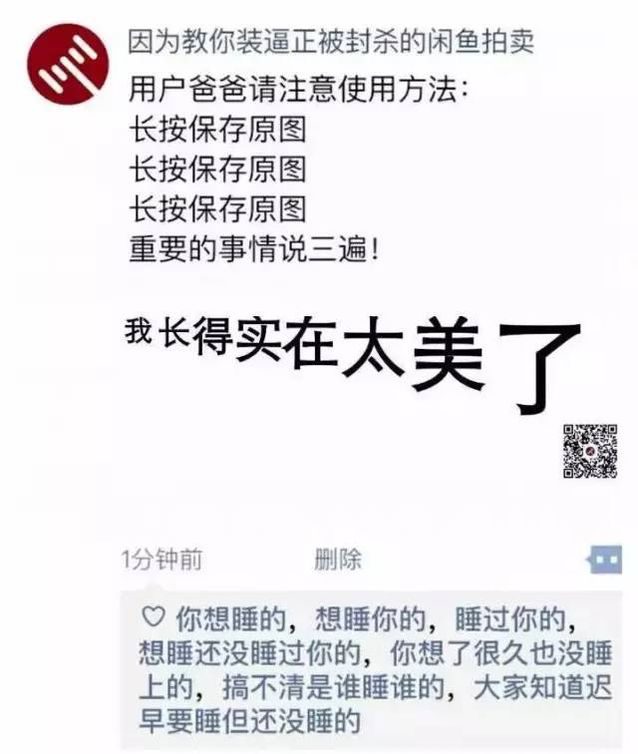 因为教你装逼正被封杀的闲鱼拍卖
用户爸爸请注意使用方法：
长按保存原图
长按保存原图
长按保存原图
重要的事情说三遍！
我长得实在太美了
1分钟前 删除
你想睡的，想睡你的，睡过你的，
想睡还没睡过你的，你想了很久也没睡
上的，搞不清是谁睡谁的，大家知道迟
早要睡但还没睡的